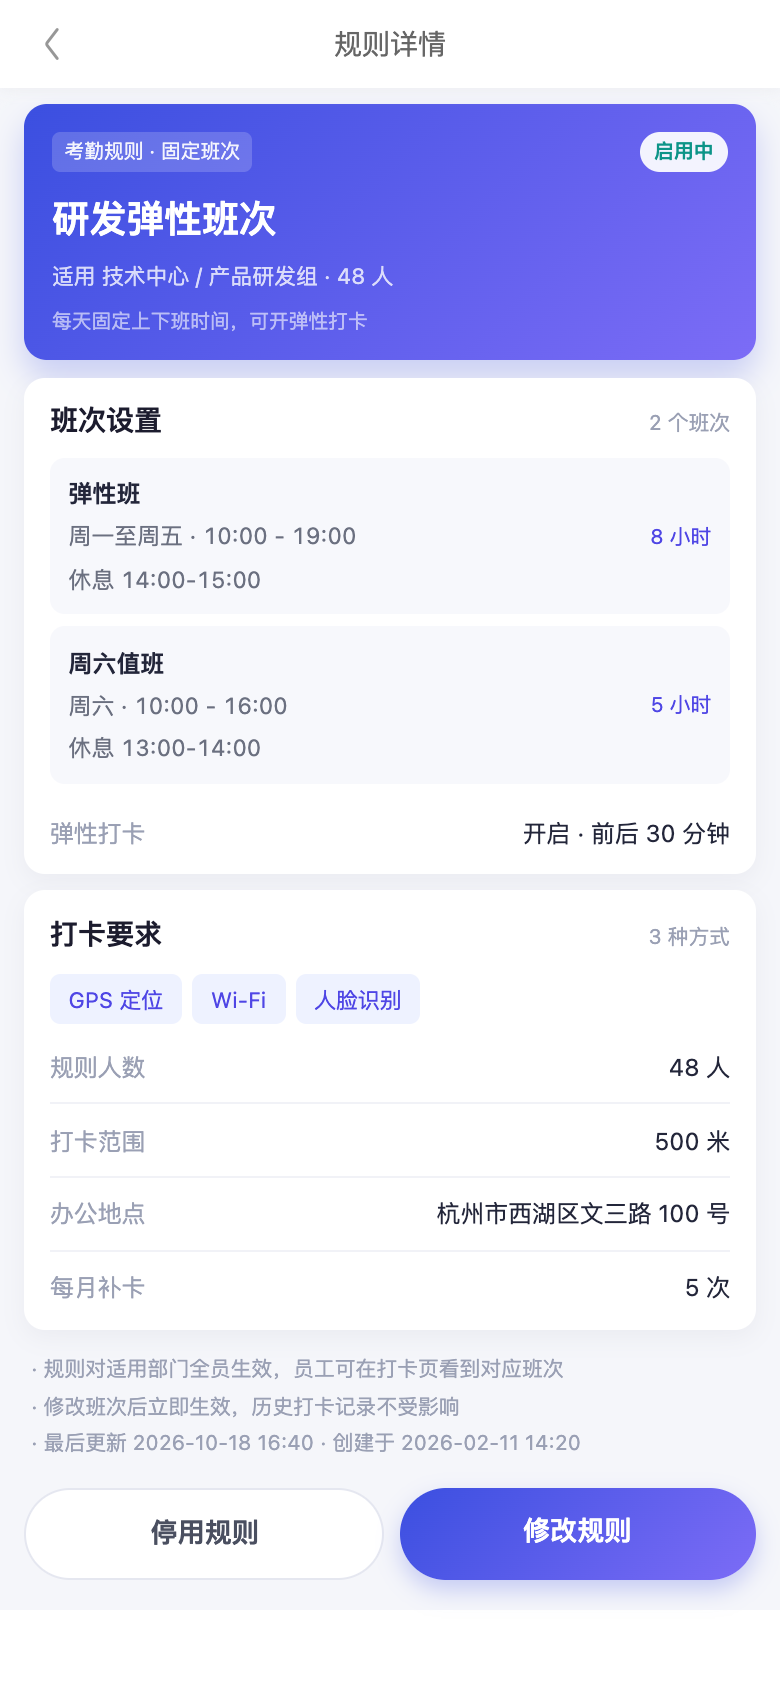 规则详情
考勤规则 · 固定班次
启用中
研发弹性班次
适用 技术中心 / 产品研发组 · 48 人
每天固定上下班时间，可开弹性打卡
班次设置
2 个班次
弹性班
周一至周五 · 10:00 - 19:00
8 小时
休息 14:00-15:00
周六值班
周六 · 10:00 - 16:00
5 小时
休息 13:00-14:00
弹性打卡
开启 · 前后 30 分钟
打卡要求
3 种方式
GPS 定位
Wi-Fi
人脸识别
规则人数
48 人
打卡范围
500 米
办公地点
杭州市西湖区文三路 100 号
每月补卡
5 次
· 规则对适用部门全员生效，员工可在打卡页看到对应班次
· 修改班次后立即生效，历史打卡记录不受影响
· 最后更新 2026-10-18 16:40 · 创建于 2026-02-11 14:20
停用规则
修改规则